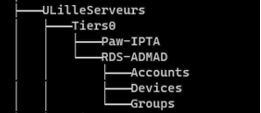 ULilleServeurs
Tiers0
Paw-IPTA
RDS-ADMAD
Accounts
Devices
Groups